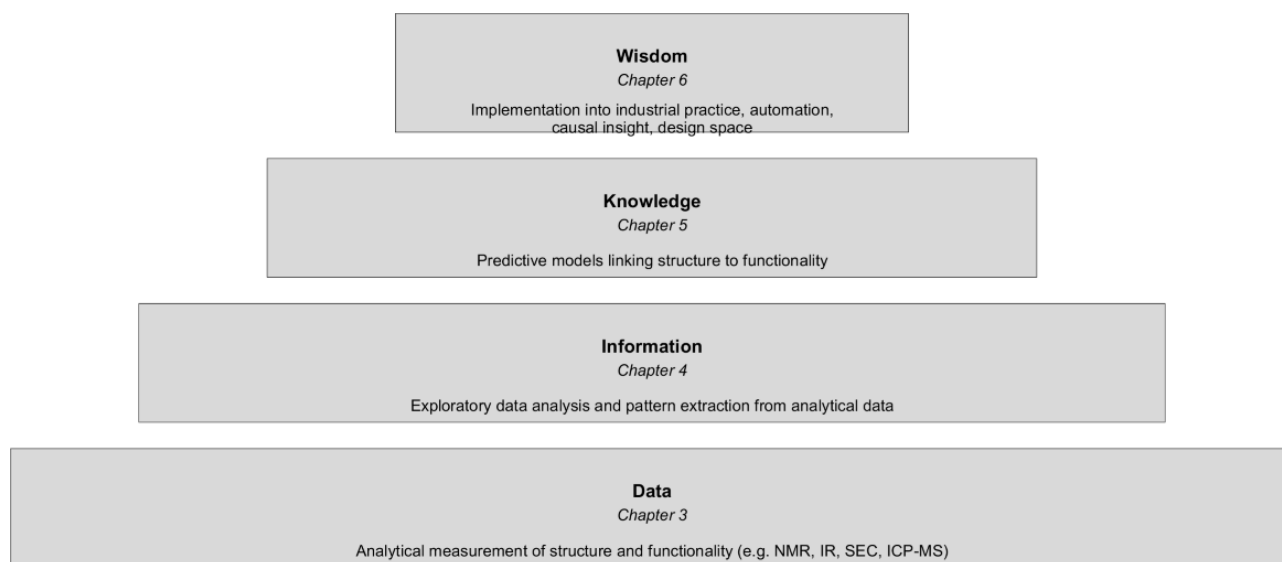 Wisdom
Chapter 6
Implementation into industrial practice, automation,
causal insight, design space
Knowledge
Chapter 5
Predictive models linking structure to functionality
Information
Chapter 4
Exploratory data analysis and pattern extraction from analytical data
Data
Chapter 3
Analytical measurement of structure and functionality (e.g. NMR, IR, SEC, ICP-MS)